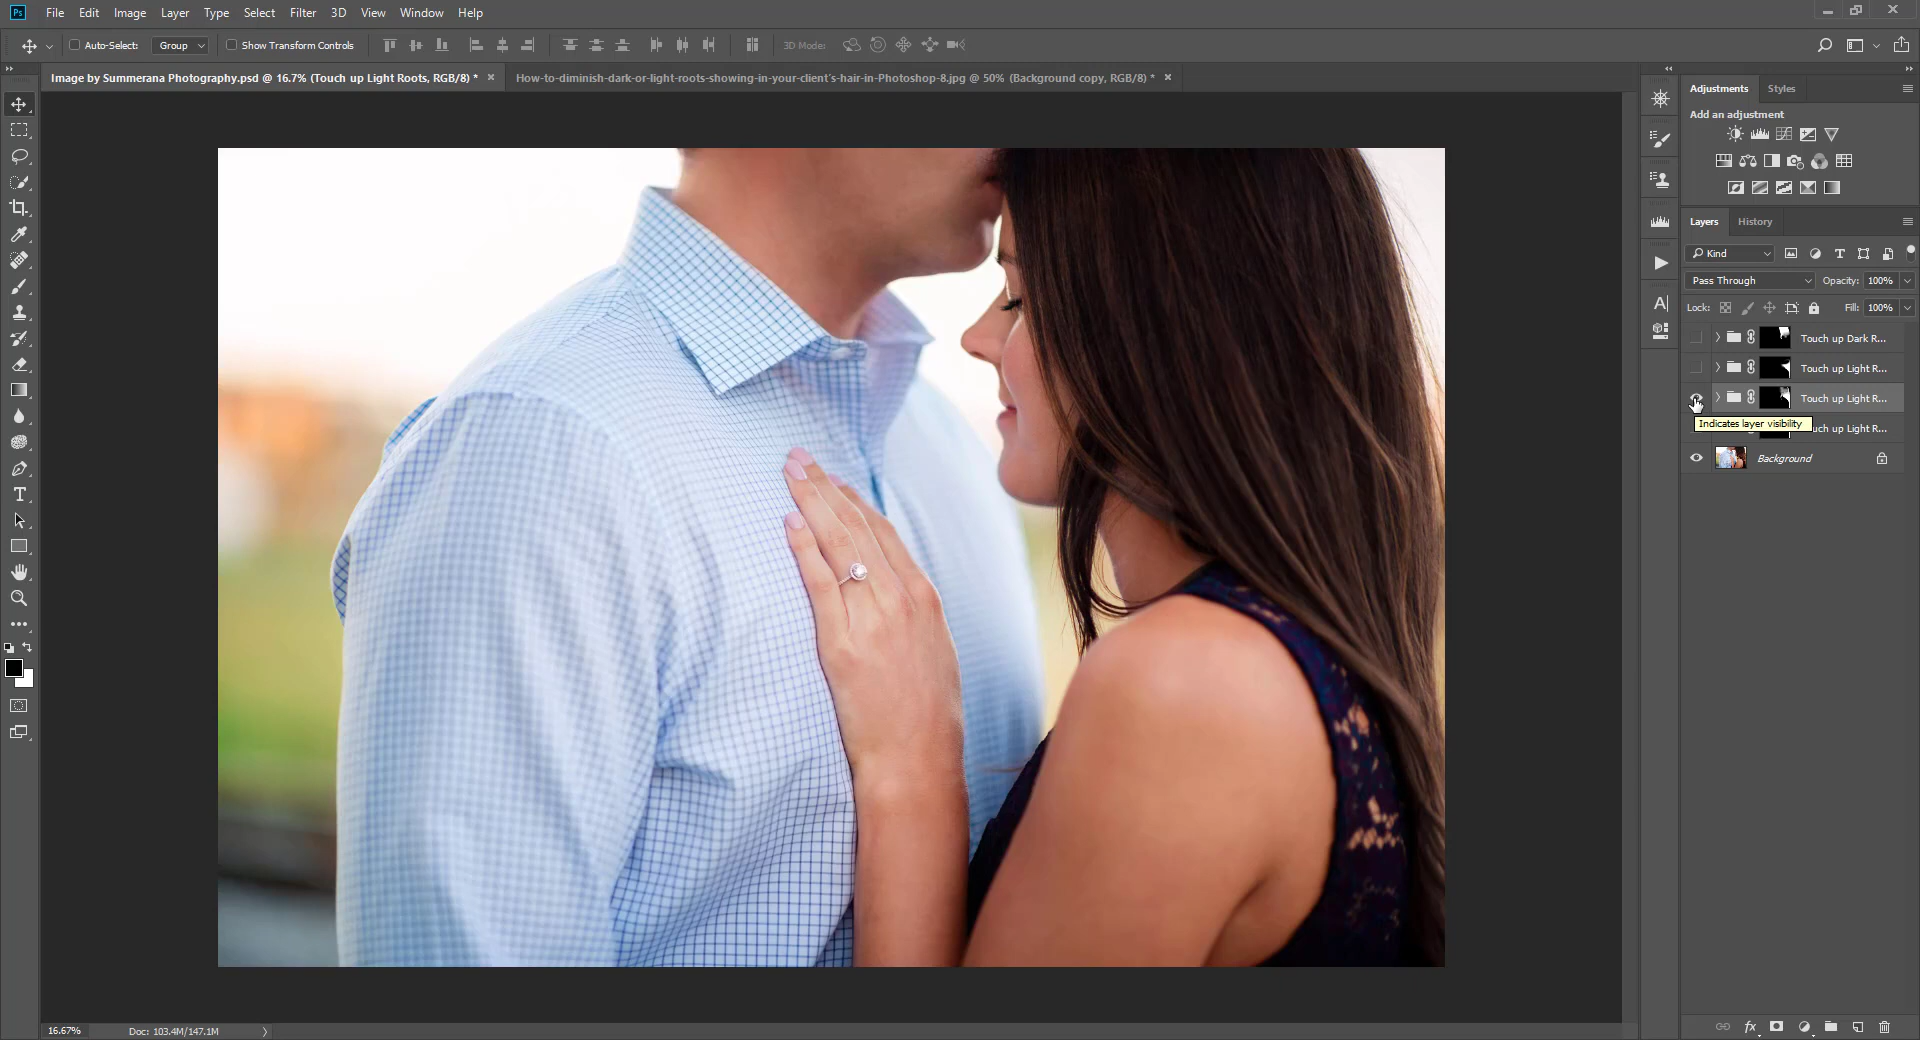 Ps File Edit Image Layer Type Select Filter 3D View Window Help
Auto-Select: Group Show Transform Controls 3D Mode:
Image by Summerana Photography.psd @ 16.7% (Touch up Light Roots, RGB/8) * How-to-diminish-dark-or-light-roots-showing-in-your-client's-hair-in-Photoshop-8.jpg @ 50% (Background copy, RGB/8) *
Adjustments Styles
Add an adjustment
Layers History
Kind
Pass Through Opacity: 100%
Lock: Fill: 100%
Touch up Dark R...
Touch up Light R...
Touch up Light R...
Indicates layer visibility
uch up Light R...
Background
16.67% Doc: 103.4M/147.1M